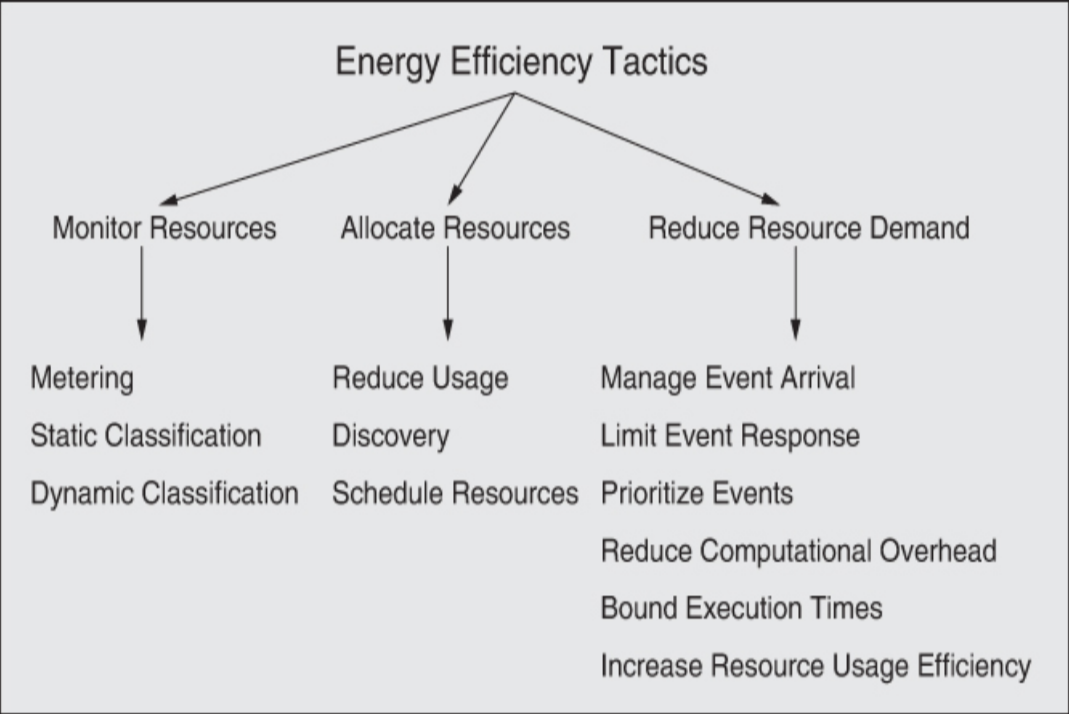 Energy Efficiency Tactics
Monitor Resources
Allocate Resources
Reduce Resource Demand
Metering
Static Classification
Dynamic Classification
Reduce Usage
Discovery
Schedule Resources
Manage Event Arrival
Limit Event Response
Prioritize Events
Reduce Computational Overhead
Bound Execution Times
Increase Resource Usage Efficiency